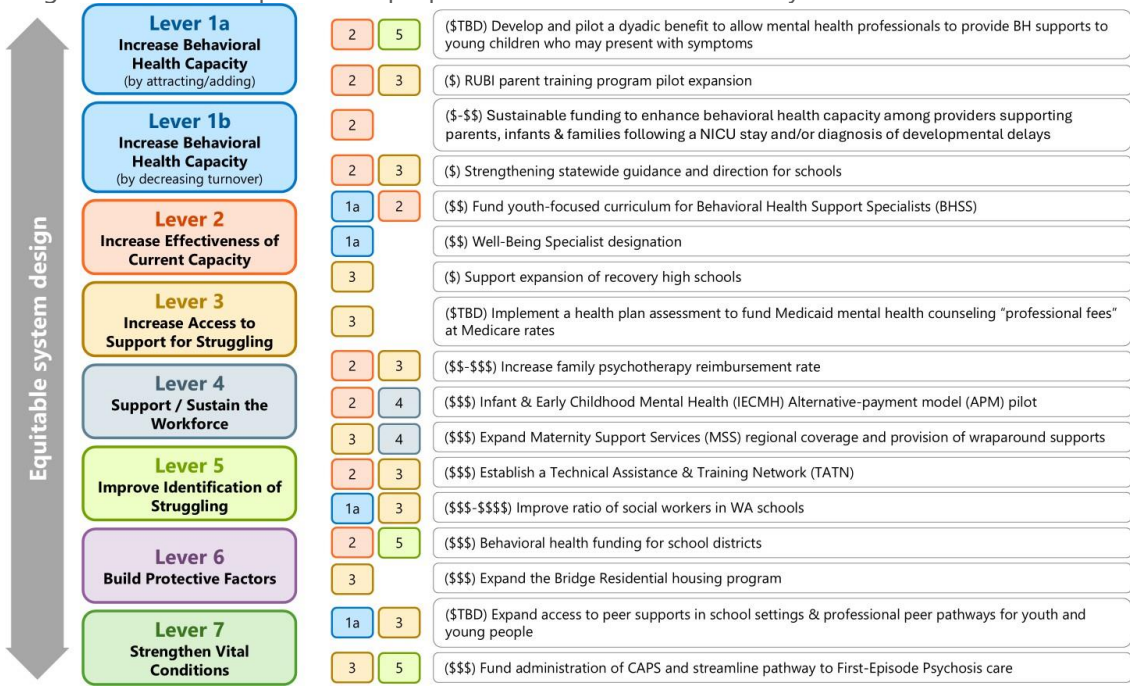 Equitable system design
Lever 1a
Increase Behavioral
Health Capacity
(by attracting/adding)
Lever 1b
Increase Behavioral
Health Capacity
(by decreasing turnover)
Lever 2
Increase Effectiveness of
Current Capacity
Lever 3
Increase Access to
Support for Struggling
Lever 4
Support / Sustain the
Workforce
Lever 5
Improve Identification of
Struggling
Lever 6
Build Protective Factors
Lever 7
Strengthen Vital
Conditions
2 5 ($TBD) Develop and pilot a dyadic benefit to allow mental health professionals to provide BH supports to
young children who may present with symptoms
2 3 ($) RUBI parent training program pilot expansion
2 ($-$$) Sustainable funding to enhance behavioral health capacity among providers supporting
parents, infants & families following a NICU stay and/or diagnosis of developmental delays
2 3 ($) Strengthening statewide guidance and direction for schools
1a 2 ($$) Fund youth-focused curriculum for Behavioral Health Support Specialists (BHSS)
1a ($$) Well-Being Specialist designation
3 ($) Support expansion of recovery high schools
3 ($TBD) Implement a health plan assessment to fund Medicaid mental health counseling “professional fees”
at Medicare rates
2 3 ($$-$$$) Increase family psychotherapy reimbursement rate
2 4 ($$$) Infant & Early Childhood Mental Health (IECMH) Alternative-payment model (APM) pilot
3 4 ($$$) Expand Maternity Support Services (MSS) regional coverage and provision of wraparound supports
2 3 ($$$) Establish a Technical Assistance & Training Network (TATN)
1a 3 ($$$-$$$$) Improve ratio of social workers in WA schools
2 5 ($$$) Behavioral health funding for school districts
3 ($$$) Expand the Bridge Residential housing program
1a 3 ($TBD) Expand access to peer supports in school settings & professional peer pathways for youth and
young people
3 5 ($$$) Fund administration of CAPS and streamline pathway to First-Episode Psychosis care